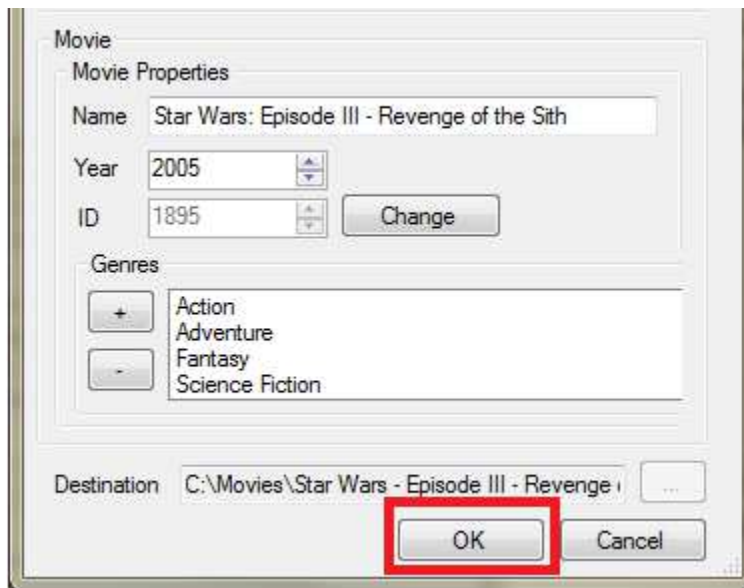 Movie
Movie Properties
Name Star Wars: Episode III - Revenge of the Sith
Year 2005
ID 1895 Change
Genres
+ Action
Adventure
Fantasy
- Science Fiction
Destination C:\Movies\Star Wars - Episode III - Revenge ...
OK Cancel